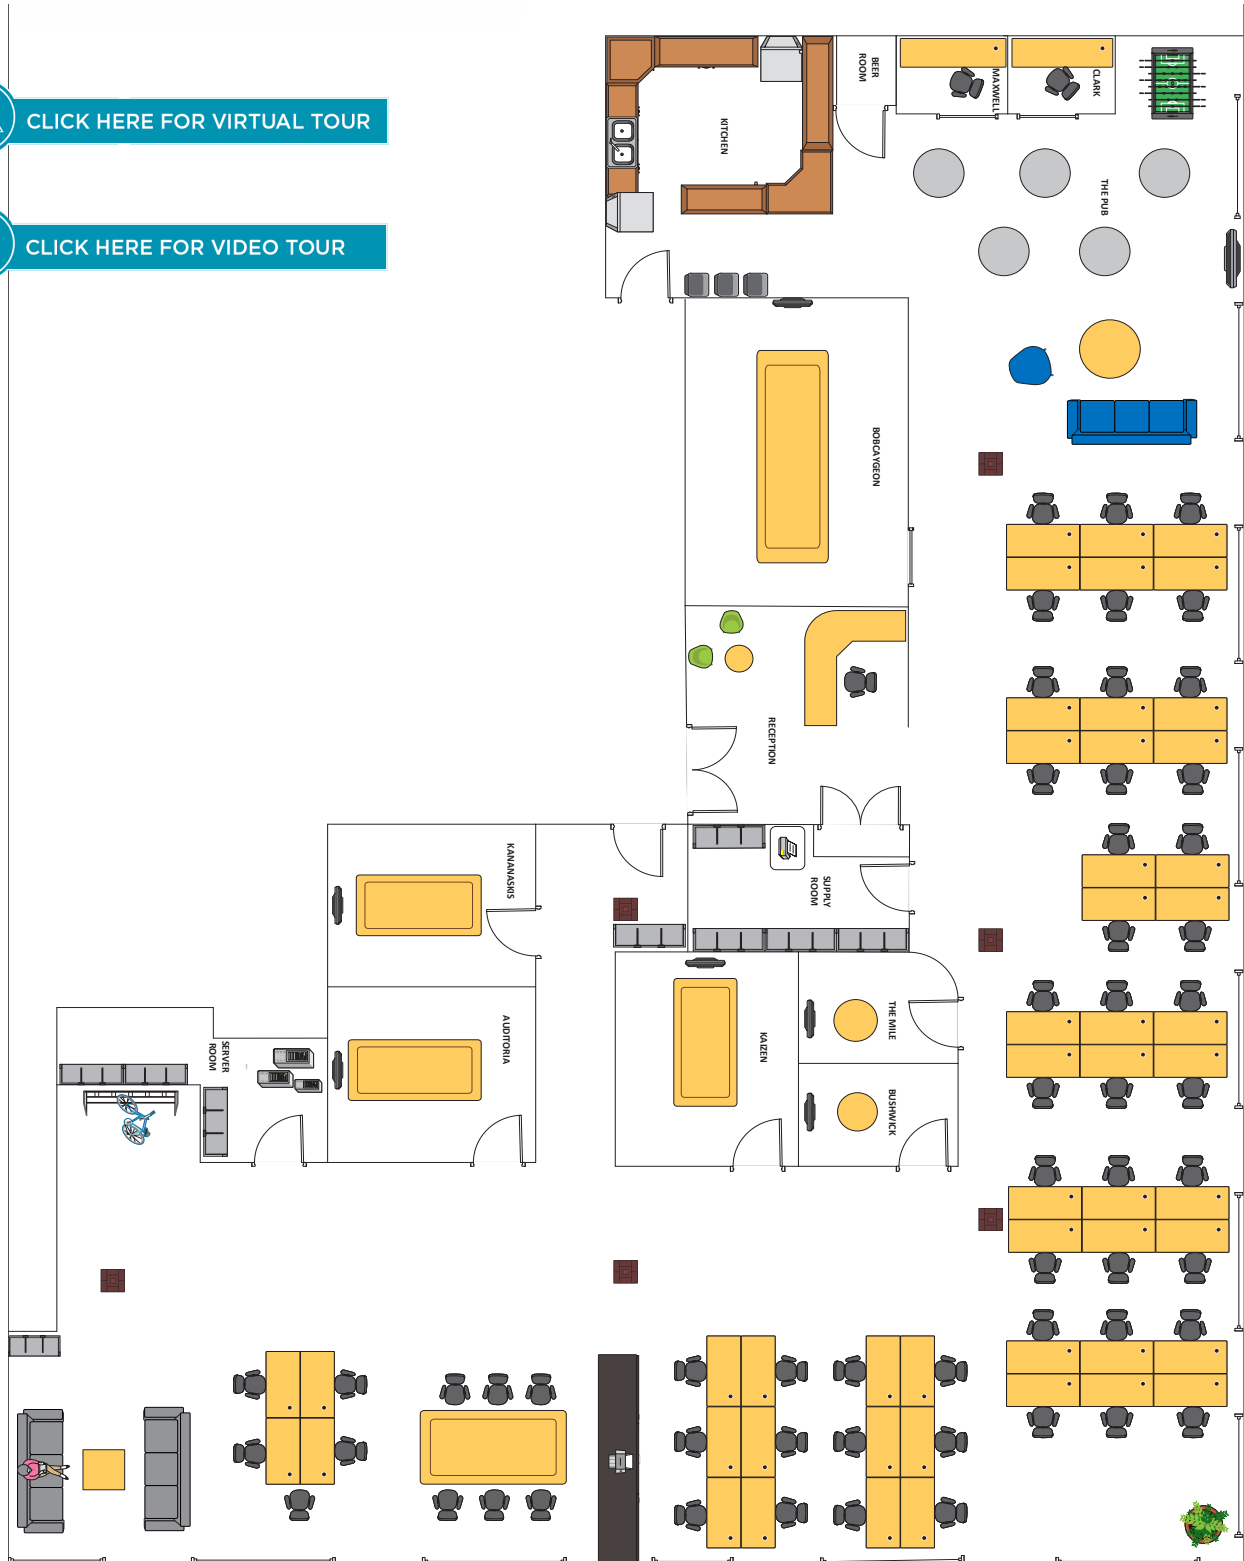 CLICK HERE FOR VIRTUAL TOUR
CLICK HERE FOR VIDEO TOUR
BEER
ROOM
MAXWELL
CLARK
KITCHEN
THE PUB
BOBCAYGEON
RECEPTION
KANANASKIS
SUPPLY
ROOM
AUDITORIA
SERVER
ROOM
KAIZEN
THE MILE
BUSHWICK